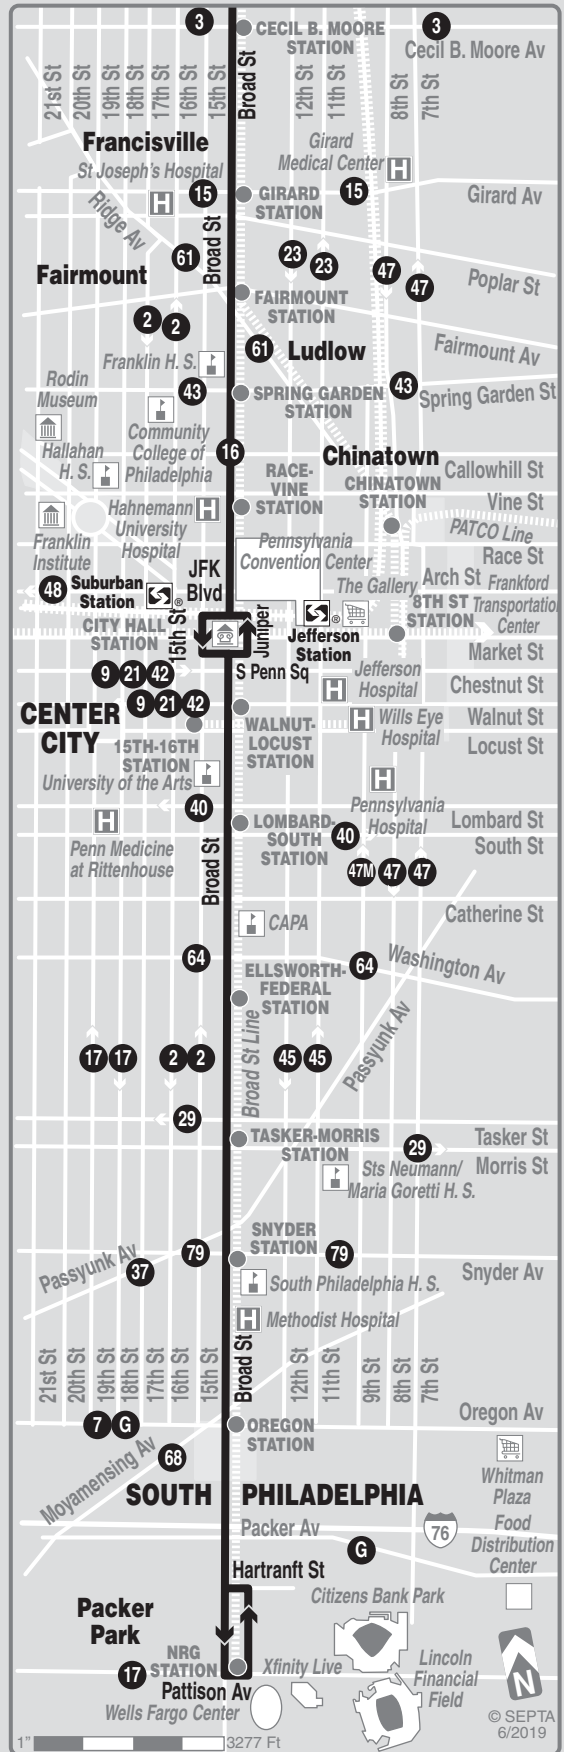 3
3
CECIL B. MOORE
STATION
Cecil B. Moore Av
21st St
20th St
19th St
18th St
17th St
16th St
15th St
Broad St
12th St
11th St
8th St
7th St
Francisville
St Joseph's Hospital
H
15
Girard
Medical Center
H
GIRARD
STATION
15
Girard Av
Ridge Av
Broad St
61
23
23
47
47
Poplar St
Fairmount
FAIRMOUNT
STATION
2
2
61
Ludlow
Fairmount Av
Franklin H. S.
Rodin
Museum
43
SPRING GARDEN
STATION
43
Spring Garden St
Community
College of
Philadelphia
Hallahan
H. S.
16
Chinatown
Callowhill St
RACE-
VINE
STATION
CHINATOWN
STATION
Vine St
Hahnemann
University
Hospital
H
Franklin
Institute
PATCO Line
Pennsylvania
Convention Center
Race St
JFK
Blvd
The Gallery
Arch St
Frankford
Transportation
Center
48
Suburban
Station
®
®
Jefferson
Station
8TH ST
STATION
CITY HALL
STATION
15th St
Juniper
Market St
S Penn Sq
9
21
42
H
Jefferson
Hospital
Chestnut St
9
21
42
CENTER
CITY
H
Wills Eye
Hospital
Walnut St
WALNUT-
LOCUST
STATION
Locust St
15TH-16TH
STATION
University of the Arts
H
Pennsylvania
Hospital
40
H
LOMBARD-
SOUTH
STATION
40
Lombard St
South St
Penn Medicine
at Rittenhouse
Broad St
47M
47
47
CAPA
Catherine St
64
ELLSWORTH-
FEDERAL
STATION
64
Washington Av
Broad St Line
Passyunk Av
17
17
2
2
45
45
29
TASKER-MORRIS
STATION
29
Tasker St
Morris St
Sts Neumann/
Maria Goretti H. S.
SNYDER
STATION
79
79
Passyunk Av
37
Snyder Av
South Philadelphia H. S.
H
Methodist Hospital
21st St
20th St
19th St
18th St
17th St
16th St
15th St
Broad St
12th St
11th St
9th St
8th St
7th St
7
G
OREGON
STATION
Oregon Av
Moyamensing Av
68
Whitman
Plaza
SOUTH PHILADELPHIA
Packer Av
76
Food
Distribution
Center
G
Hartranft St
Citizens Bank Park
Packer
Park
NRG
STATION
17
Xfinity Live
Lincoln
Financial
Field
Pattison Av
Wells Fargo Center
N
© SEPTA
6/2019
1"
3277 Ft